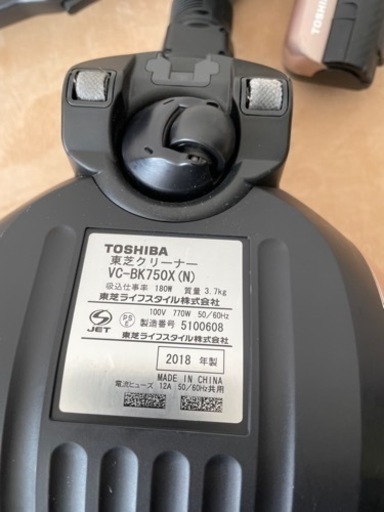 TOSHIBA
TOSHIBA
東芝クリーナー
VC-BK750X(N)
吸込仕事率 180W 質量 3.7kg
東芝ライフスタイル株式会社
100V 770W 50/60Hz
S JET PS E 製造番号 5100608
東芝ライフスタイル株式会社
2018 年製
MADE IN CHINA
電流ヒューズ 12A 50/60Hz共用